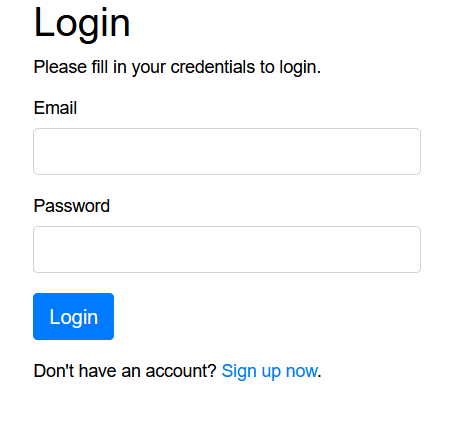 Login
Please fill in your credentials to login.
Email
Password
Login
Don't have an account? Sign up now.